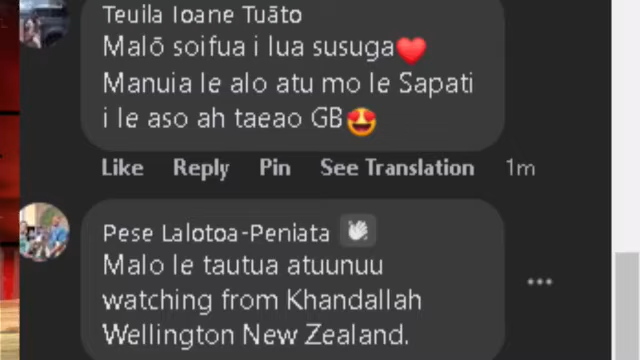 Teuila Ioane Tuāto
Malō soifua i lua susuga❤️
Manuia le alo atu mo le Sapati
i le aso ah taeao GB😍
Like Reply Pin See Translation 1m
Pese Lalotoa-Peniata 👋
Malo le tautua atuunuu
watching from Khandallah
Wellington New Zealand.